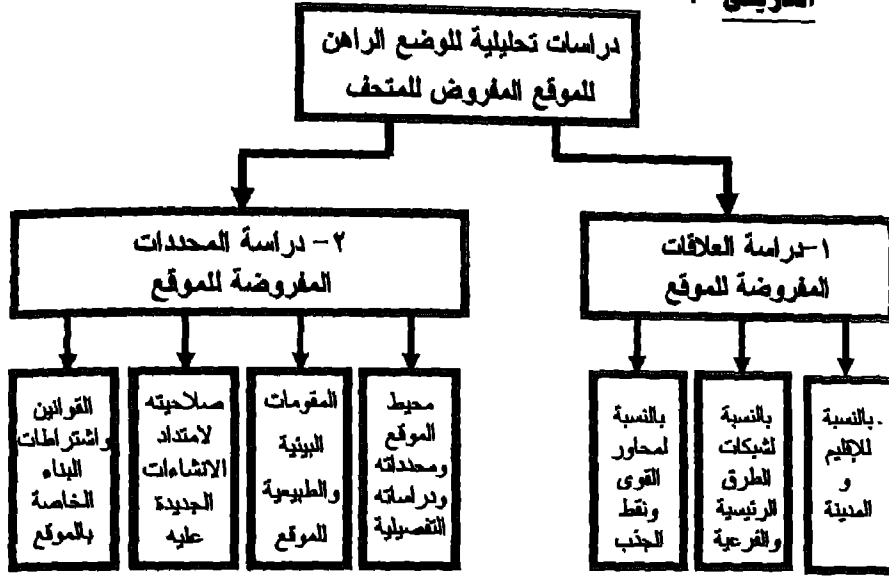 دراسات تحليلية للوضع الراهن
للموقع المفروض للمتحف
١-دراسة العلاقات
المفروضة للموقع
بالنسبة
للإقليم
و
المدينة
بالنسبة
لشبكات
الطرق
الرئيسية
والفرعية
بالنسبة
لمحاور
القوى
ونقط
الجذب
٢- دراسة المحددات
المفروضة للموقع
محيط
الموقع
ومحدداته
ودراساته
التفصيلية
المقومات
البيئية
والطبيعية
للموقع
صلاحيته
لامتداد
الانشاءات
الجديدة
عليه
القوانين
واشتراطات
البناء
الخاصة
بالموقع